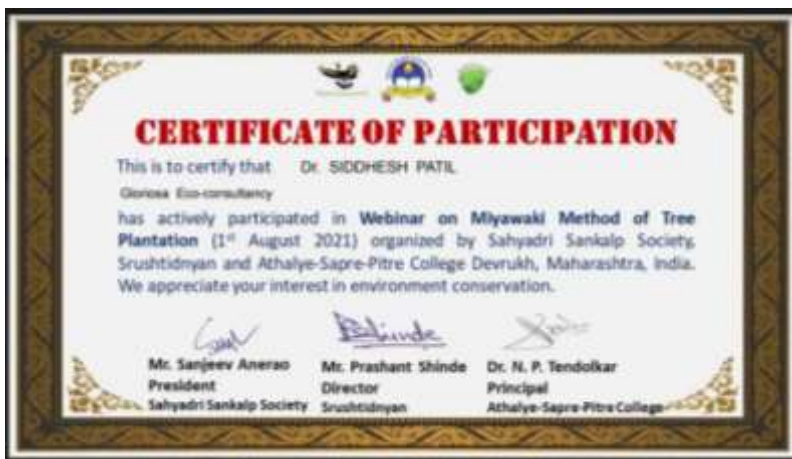 CERTIFICATE OF PARTICIPATION
This is to certify that Dr. SIDDHESH PATIL
Gloriosa Eco-consultancy
has actively participated in Webinar on Miyawaki Method of Tree
Plantation (1st August 2021) organized by Sahyadri Sankalp Society,
Srushtidnyan and Athalye-Sapre-Pitre College Devrukh, Maharashtra, India.
We appreciate your interest in environment conservation.
Shinde
Mr. Sanjeev Anerao Mr. Prashant Shinde Dr. N. P. Tendolkar
President Director Principal
Sahyadri Sankalp Society Srushtidnyan Athalye-Sapre-Pitre College